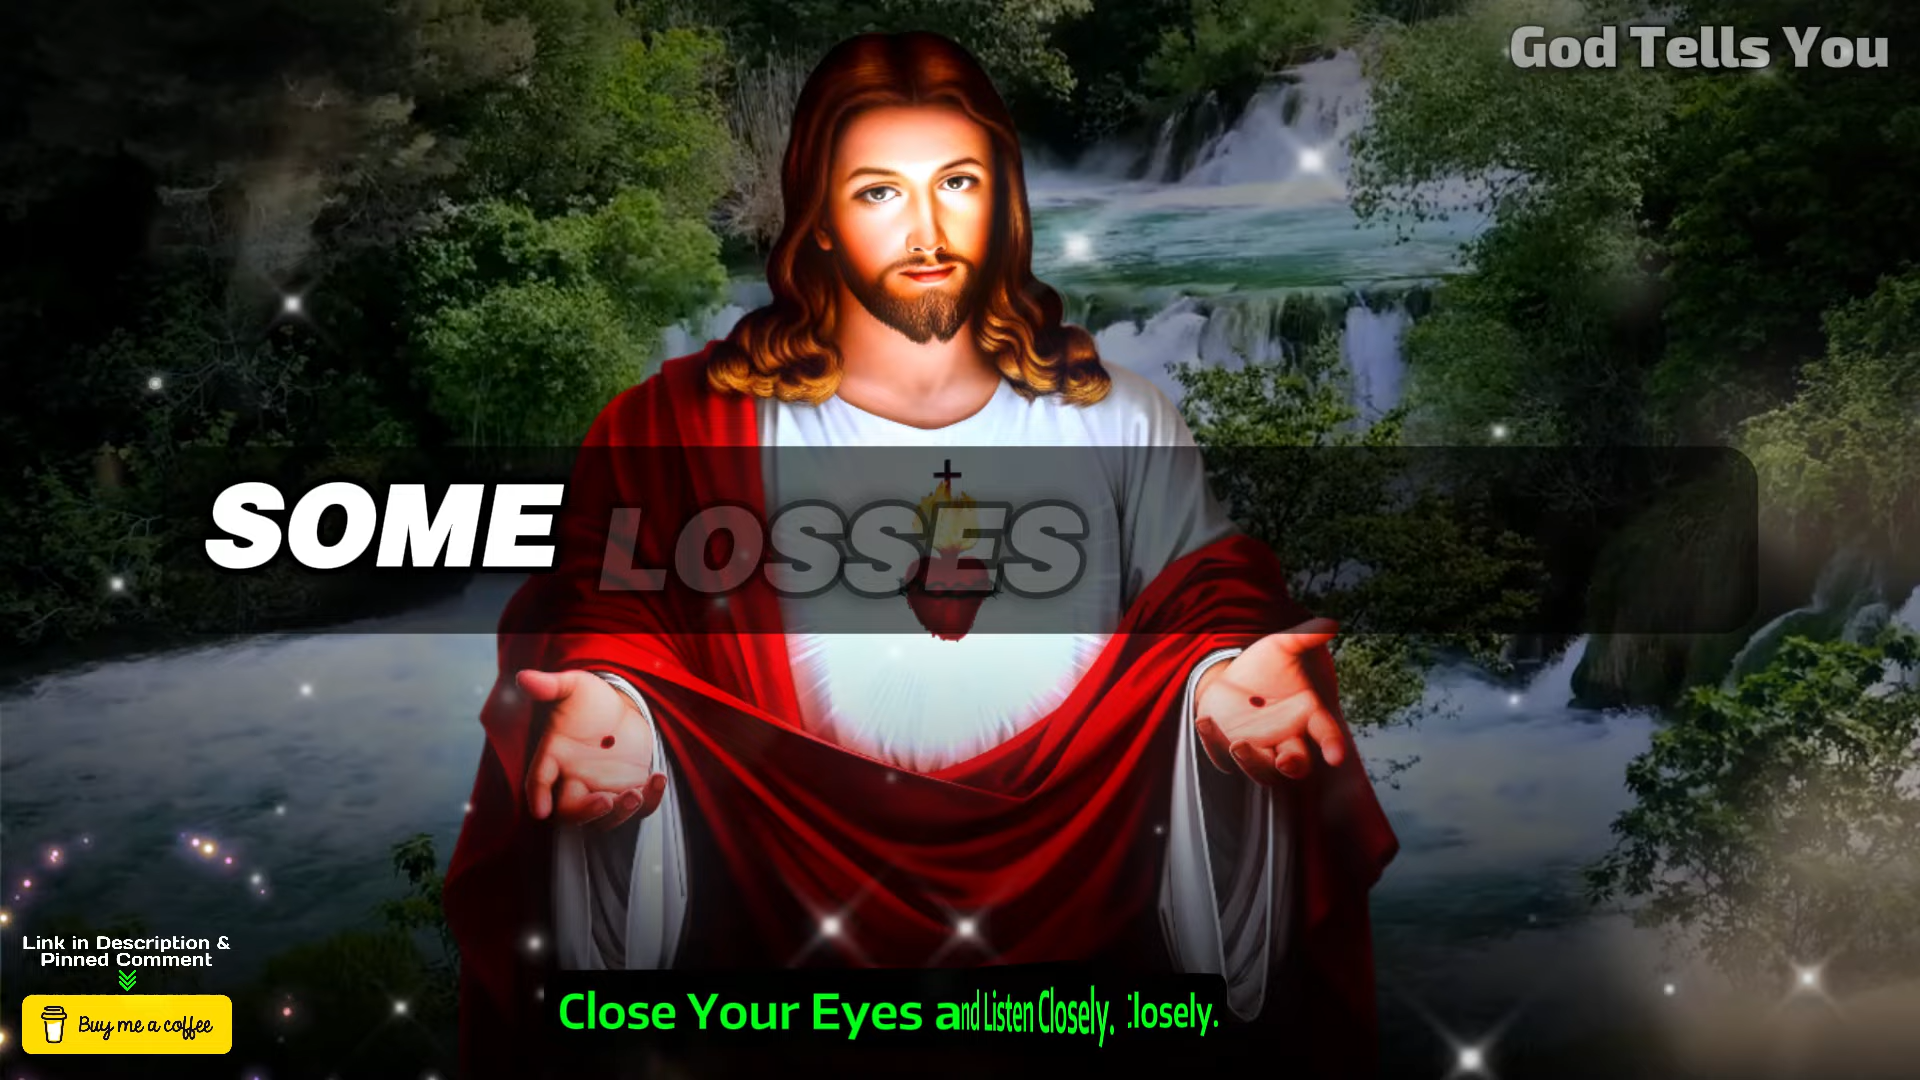 God Tells You
SOME LOSSES
Link in Description &
Pinned Comment
Buy me a coffee
Close Your Eyes and Listen Closely. losely.